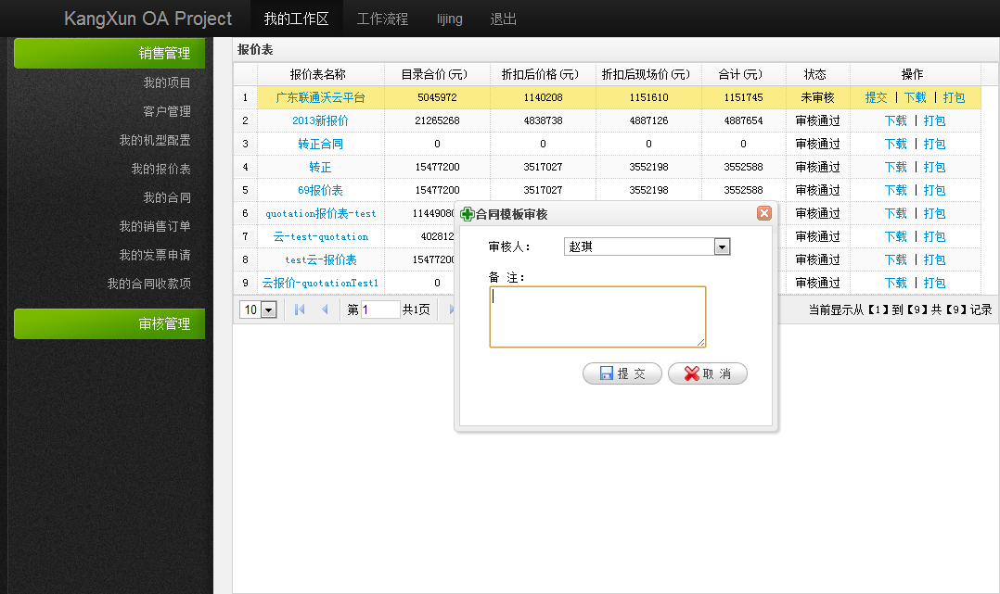 KangXun OA Project 我的工作区 工作流程 lijing 退出
销售管理
我的项目
客户管理
我的机型配置
我的报价表
我的合同
我的销售订单
我的发票申请
我的合同收款项
审核管理
报价表
报价表名称 目录合价(元) 折扣后价格(元) 折扣后现场价(元) 合计(元) 状态 操作
1 广东联通沃云平台 5045972 1140208 1151610 1151745 未审核 提交 | 下载 | 打包
2 2013新报价 21265268 4838738 4887126 4887654 审核通过 下载 | 打包
3 转正合同 0 0 0 0 审核通过 下载 | 打包
4 转正 15477200 3517027 3552198 3552588 审核通过 下载 | 打包
5 69报价表 15477200 3517027 3552198 3552588 审核通过 下载 | 打包
6 quotation报价表-test 1144908 审核通过 下载 | 打包
7 云-test-quotation 402812 审核通过 下载 | 打包
8 test云-报价表 1547720 审核通过 下载 | 打包
9 云报价-quotationTest1 0 审核通过 下载 | 打包
10 第 1 共1页 当前显示从【1】到【9】共【9】记录
合同模板审核
审核人： 赵琪
备 注：
提 交 取 消